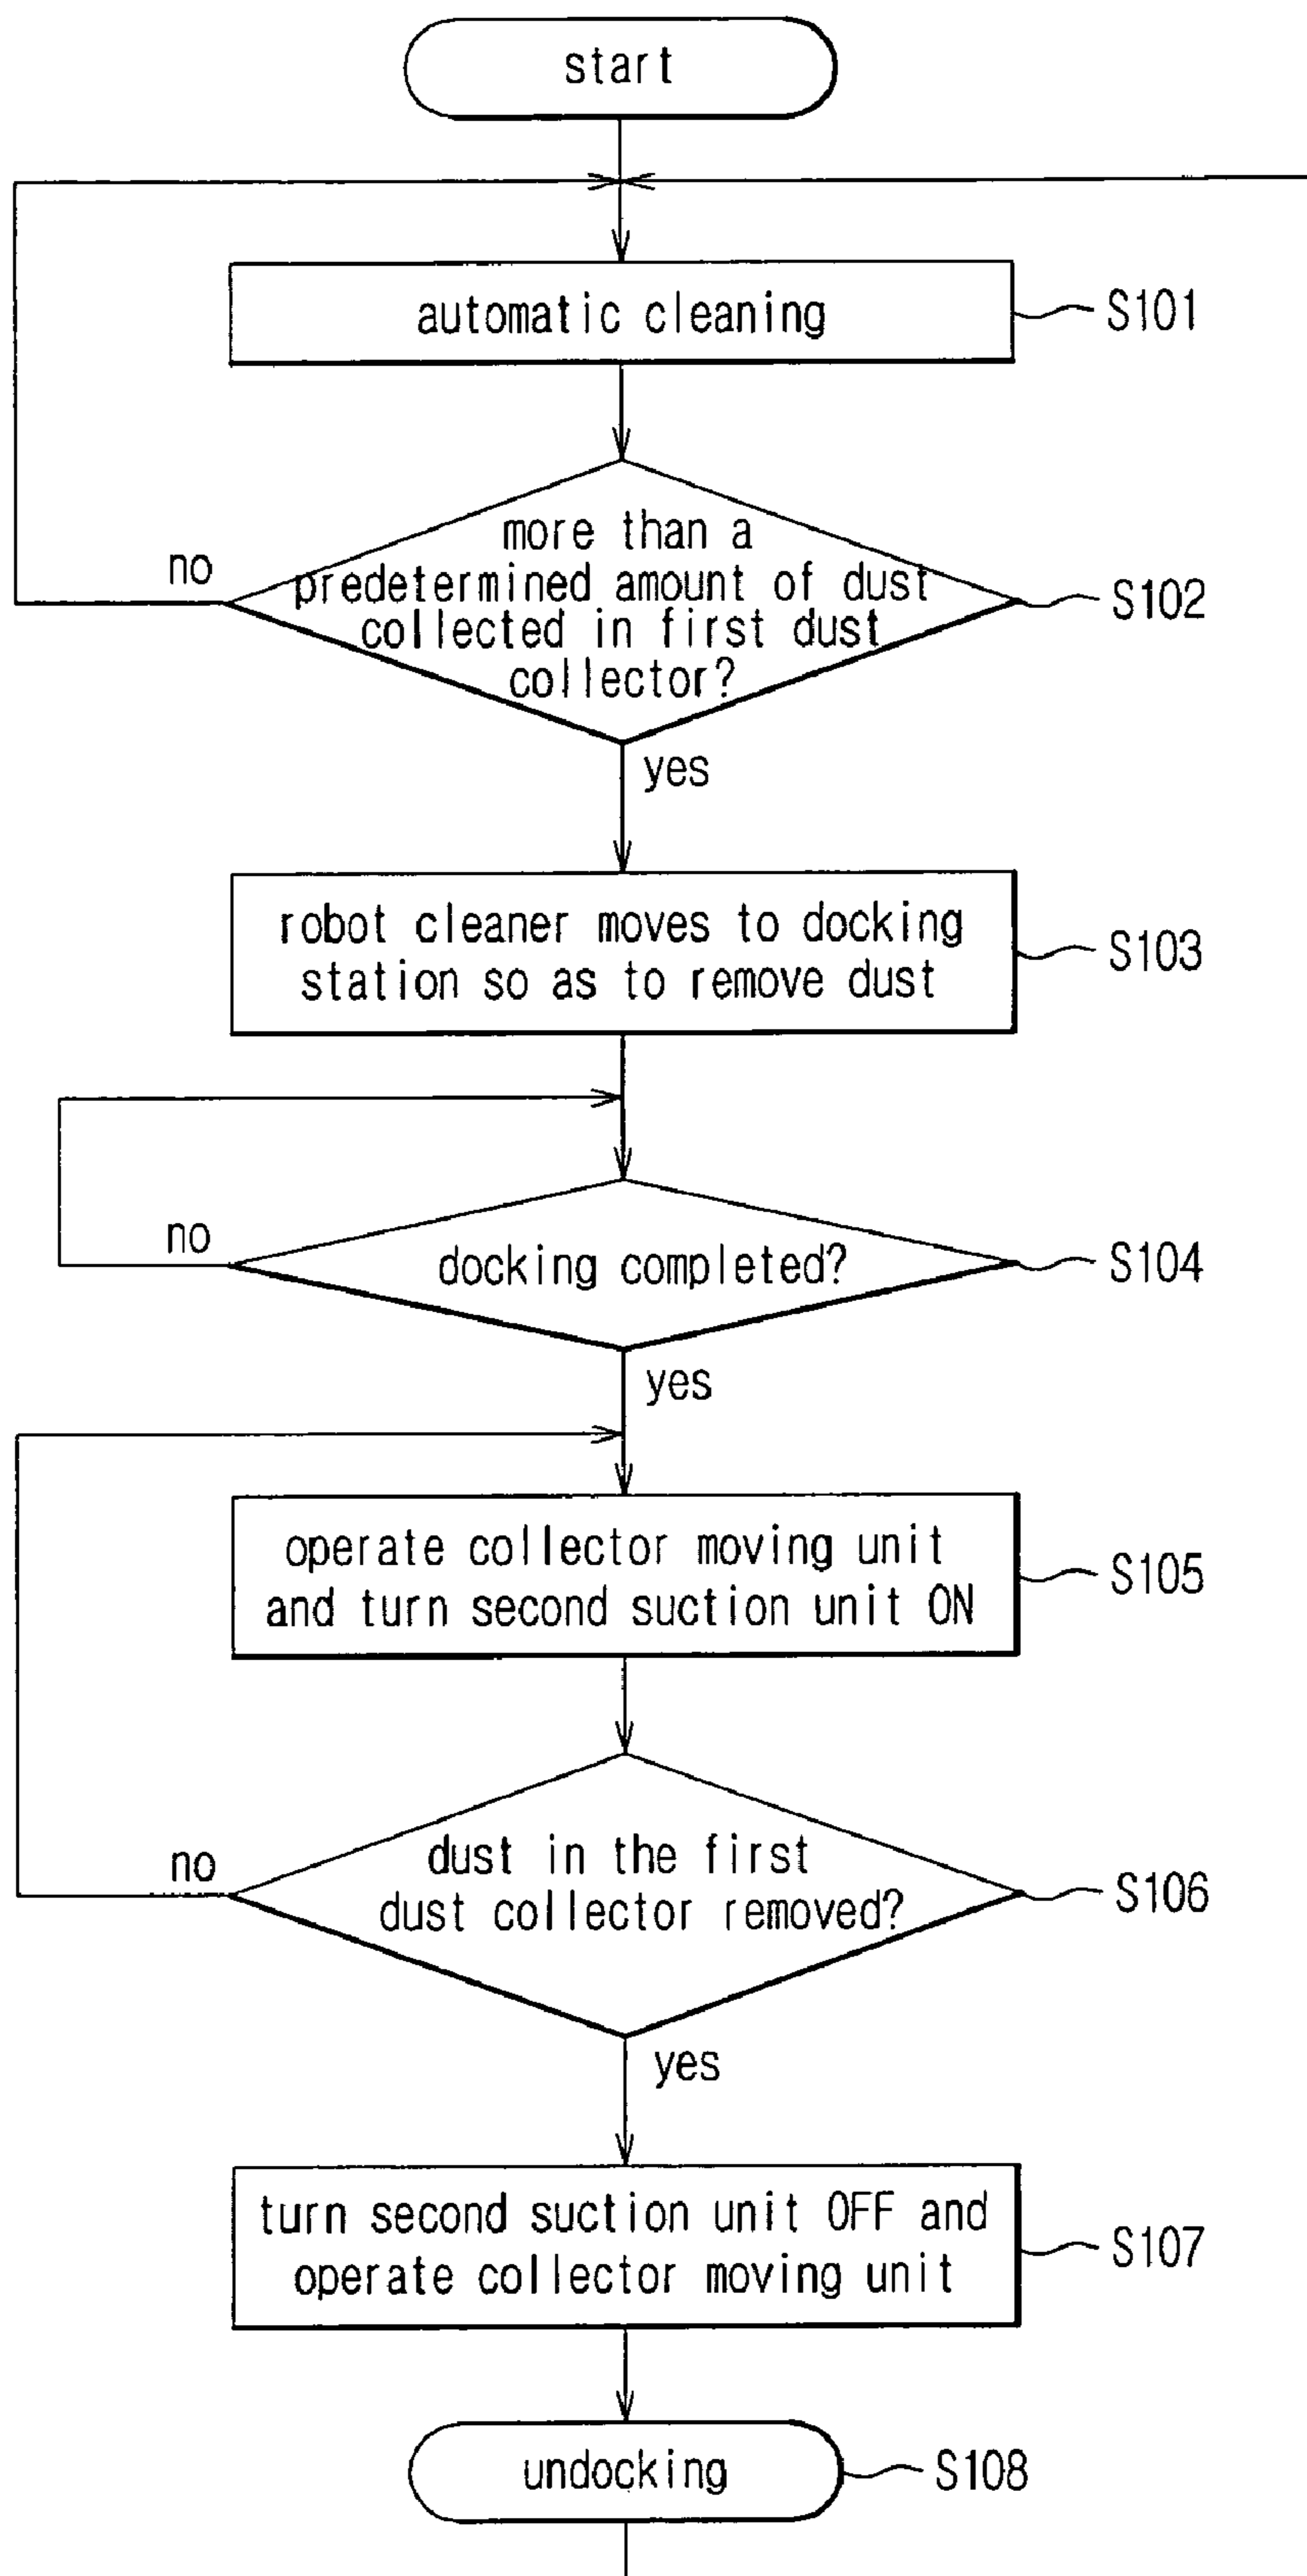 start
automatic cleaning
S101
more than a
predetermined amount of dust
collected in first dust
collector?
no
S102
yes
robot cleaner moves to docking
station so as to remove dust
S103
no
docking completed?
S104
yes
operate collector moving unit
and turn second suction unit ON
S105
no
dust in the first
dust collector removed?
S106
yes
turn second suction unit OFF and
operate collector moving unit
S107
undocking
S108